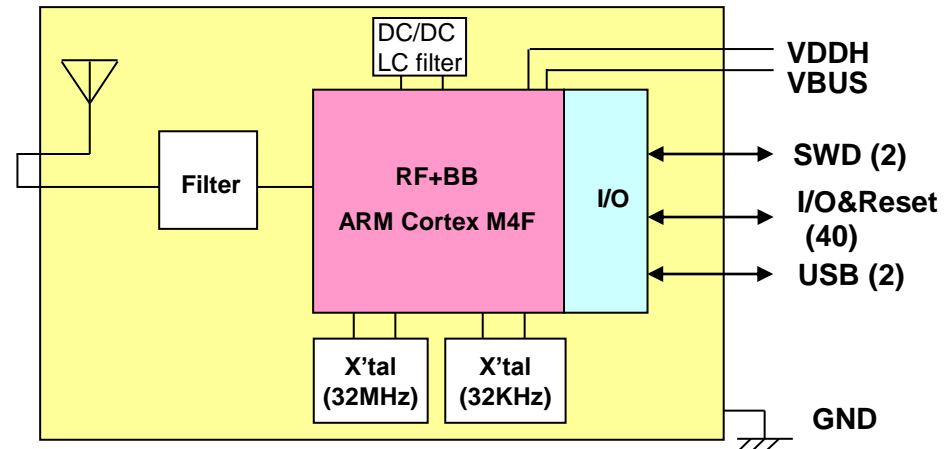 DC/DC
LC filter
VDDH
VBUS
Filter
RF+BB
ARM Cortex M4F
I/O
SWD (2)
I/O&Reset
(40)
USB (2)
X’tal
(32MHz)
X’tal
(32KHz)
GND